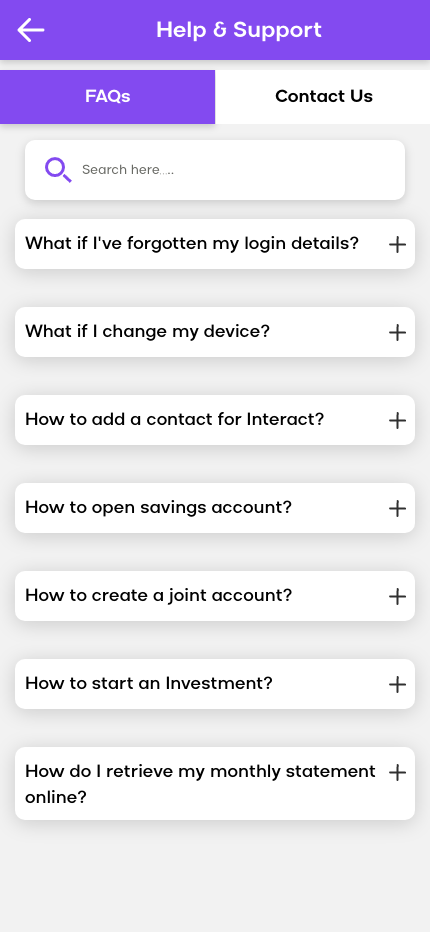 Help & Support
FAQs
Contact Us
Search here.....
What if I've forgotten my login details?
What if I change my device?
How to add a contact for Interact?
How to open savings account?
How to create a joint account?
How to start an Investment?
How do I retrieve my monthly statement
online?